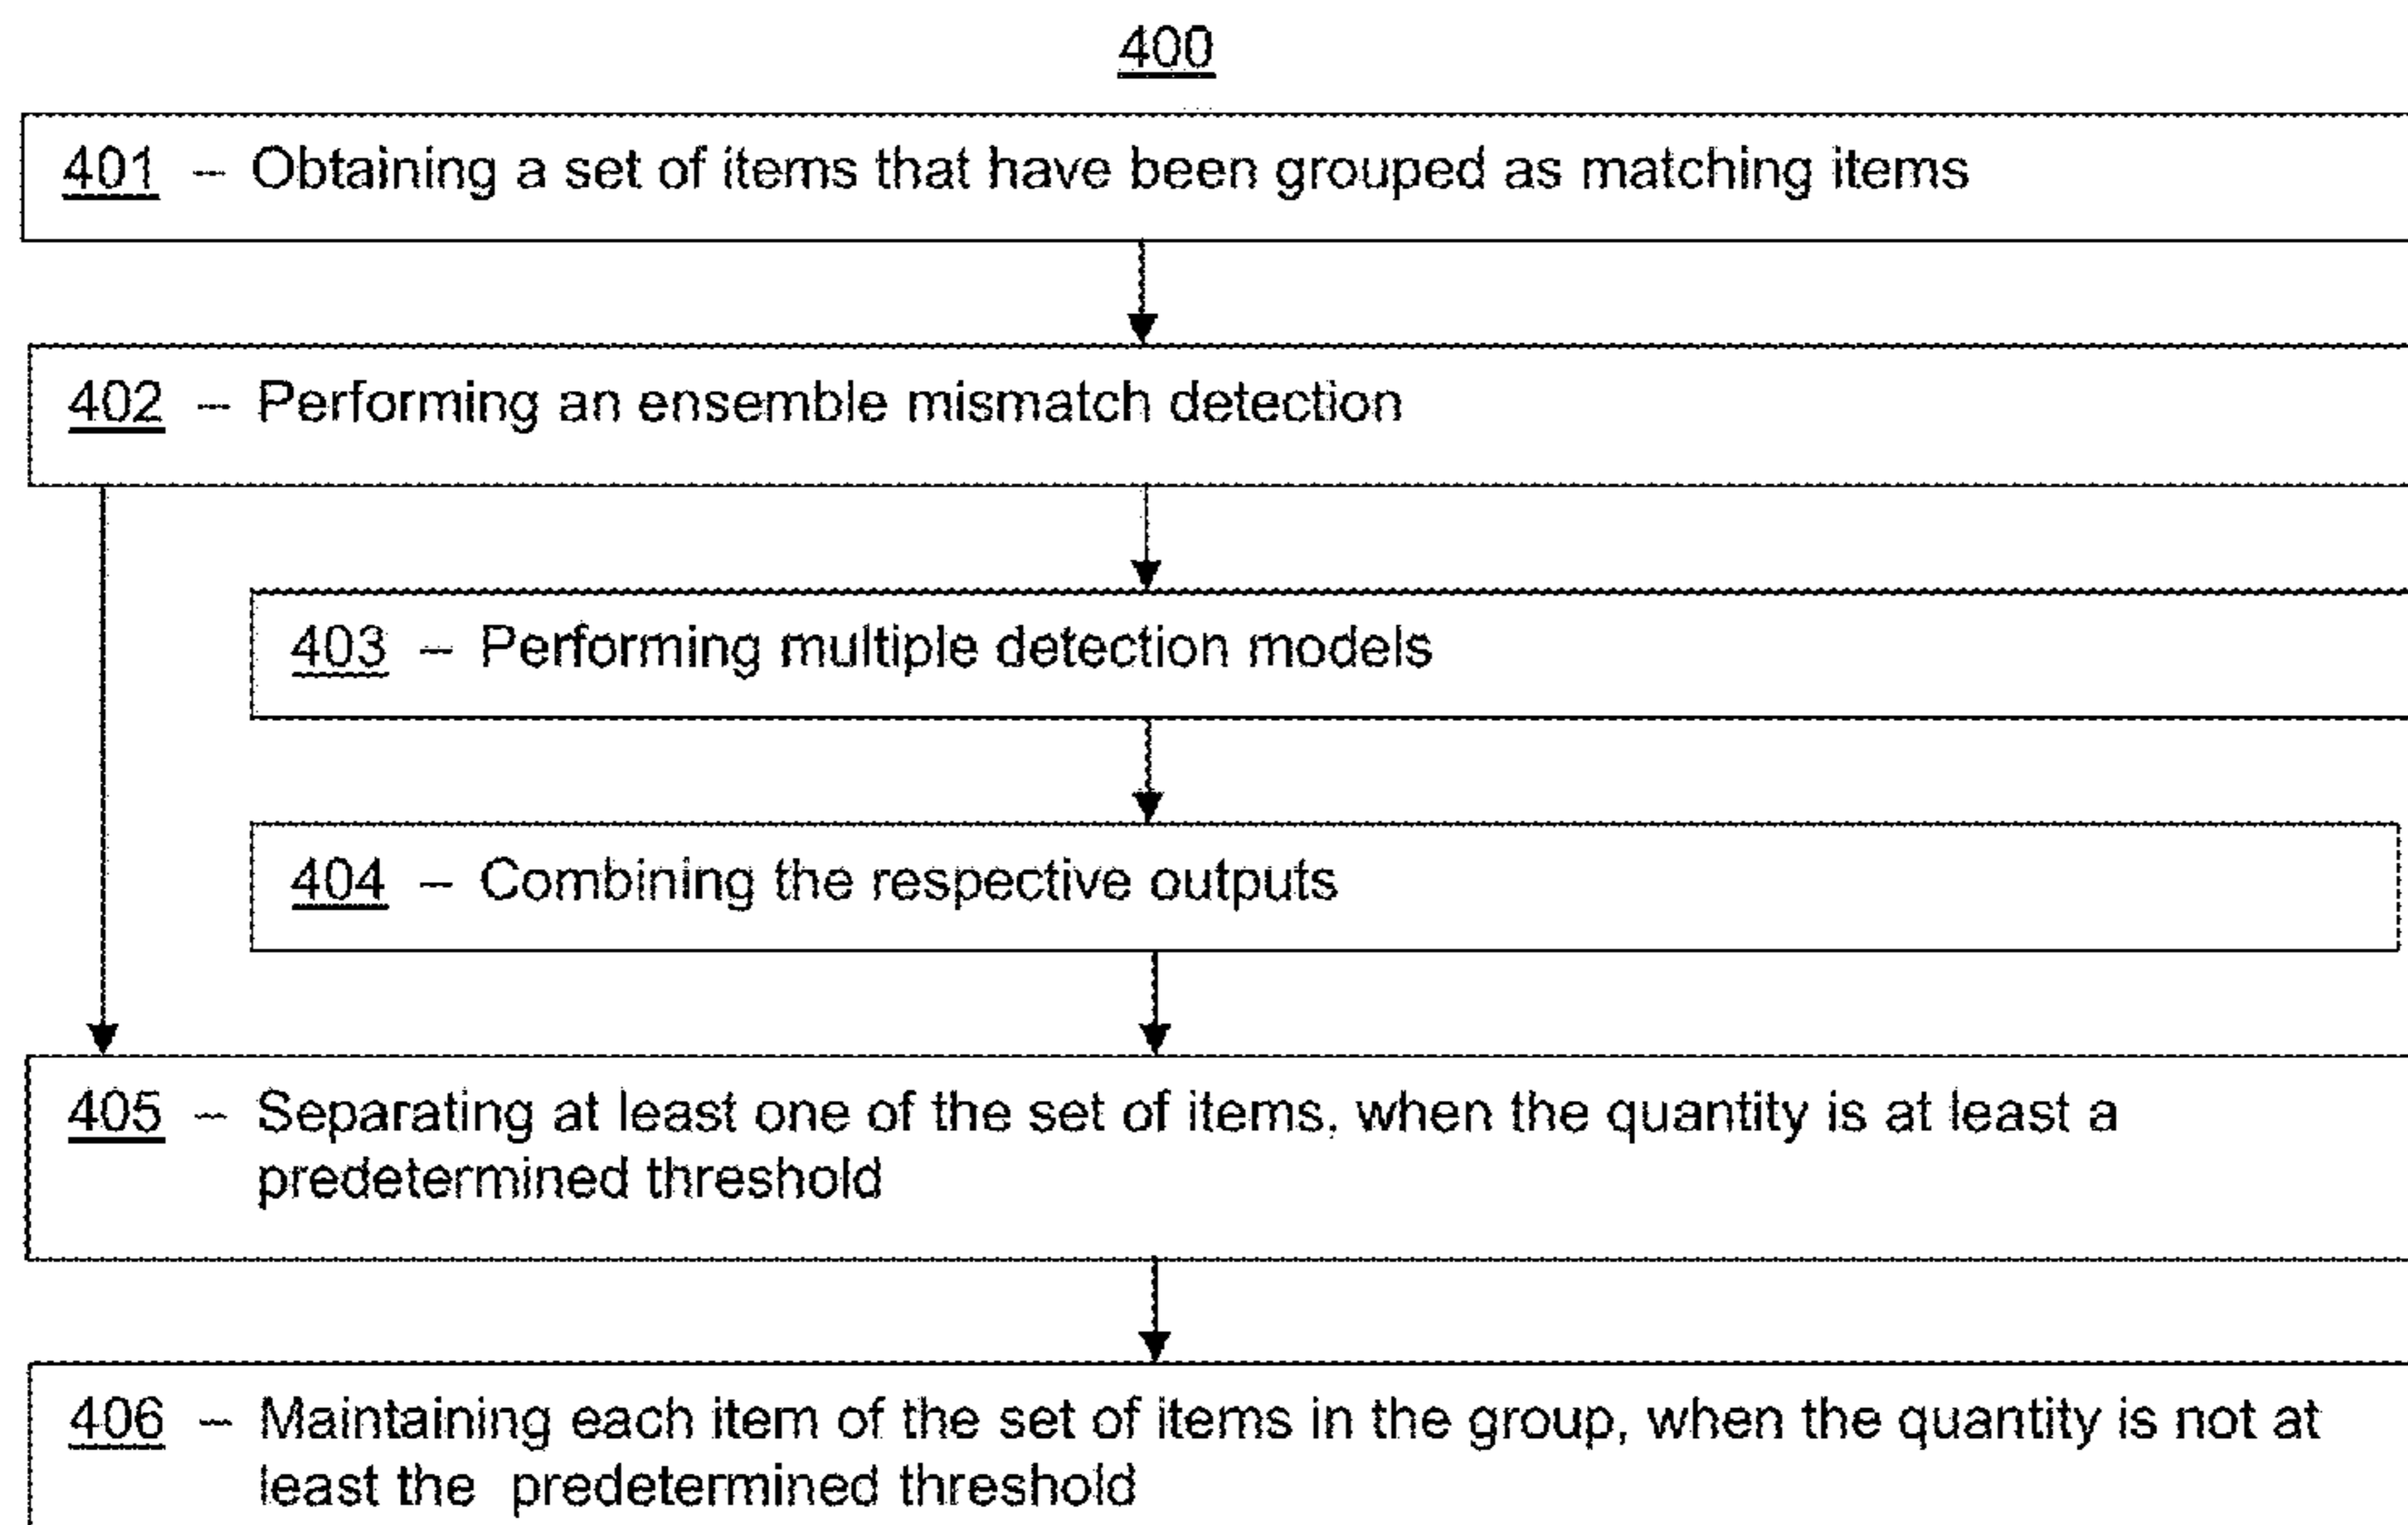 400
401 – Obtaining a set of items that have been grouped as matching items
402 – Performing an ensemble mismatch detection
403 – Performing multiple detection models
404 – Combining the respective outputs
405 – Separating at least one of the set of items, when the quantity is at least a
predetermined threshold
406 – Maintaining each item of the set of items in the group, when the quantity is not at
least the predetermined threshold